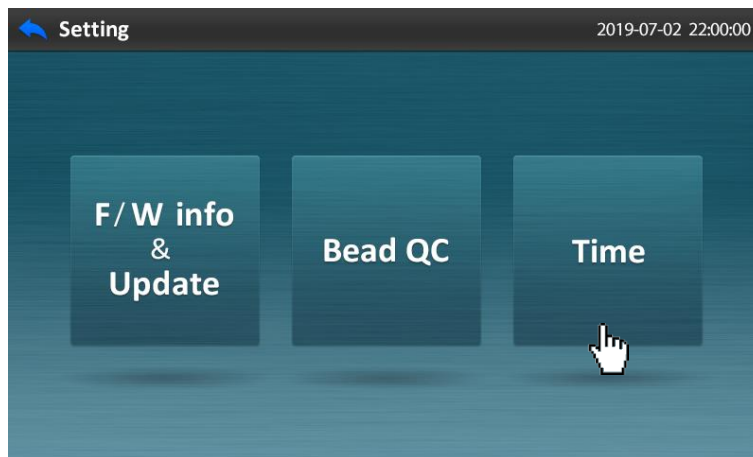 Setting
2019-07-02 22:00:00
F/W info
&
Update
Bead QC
Time